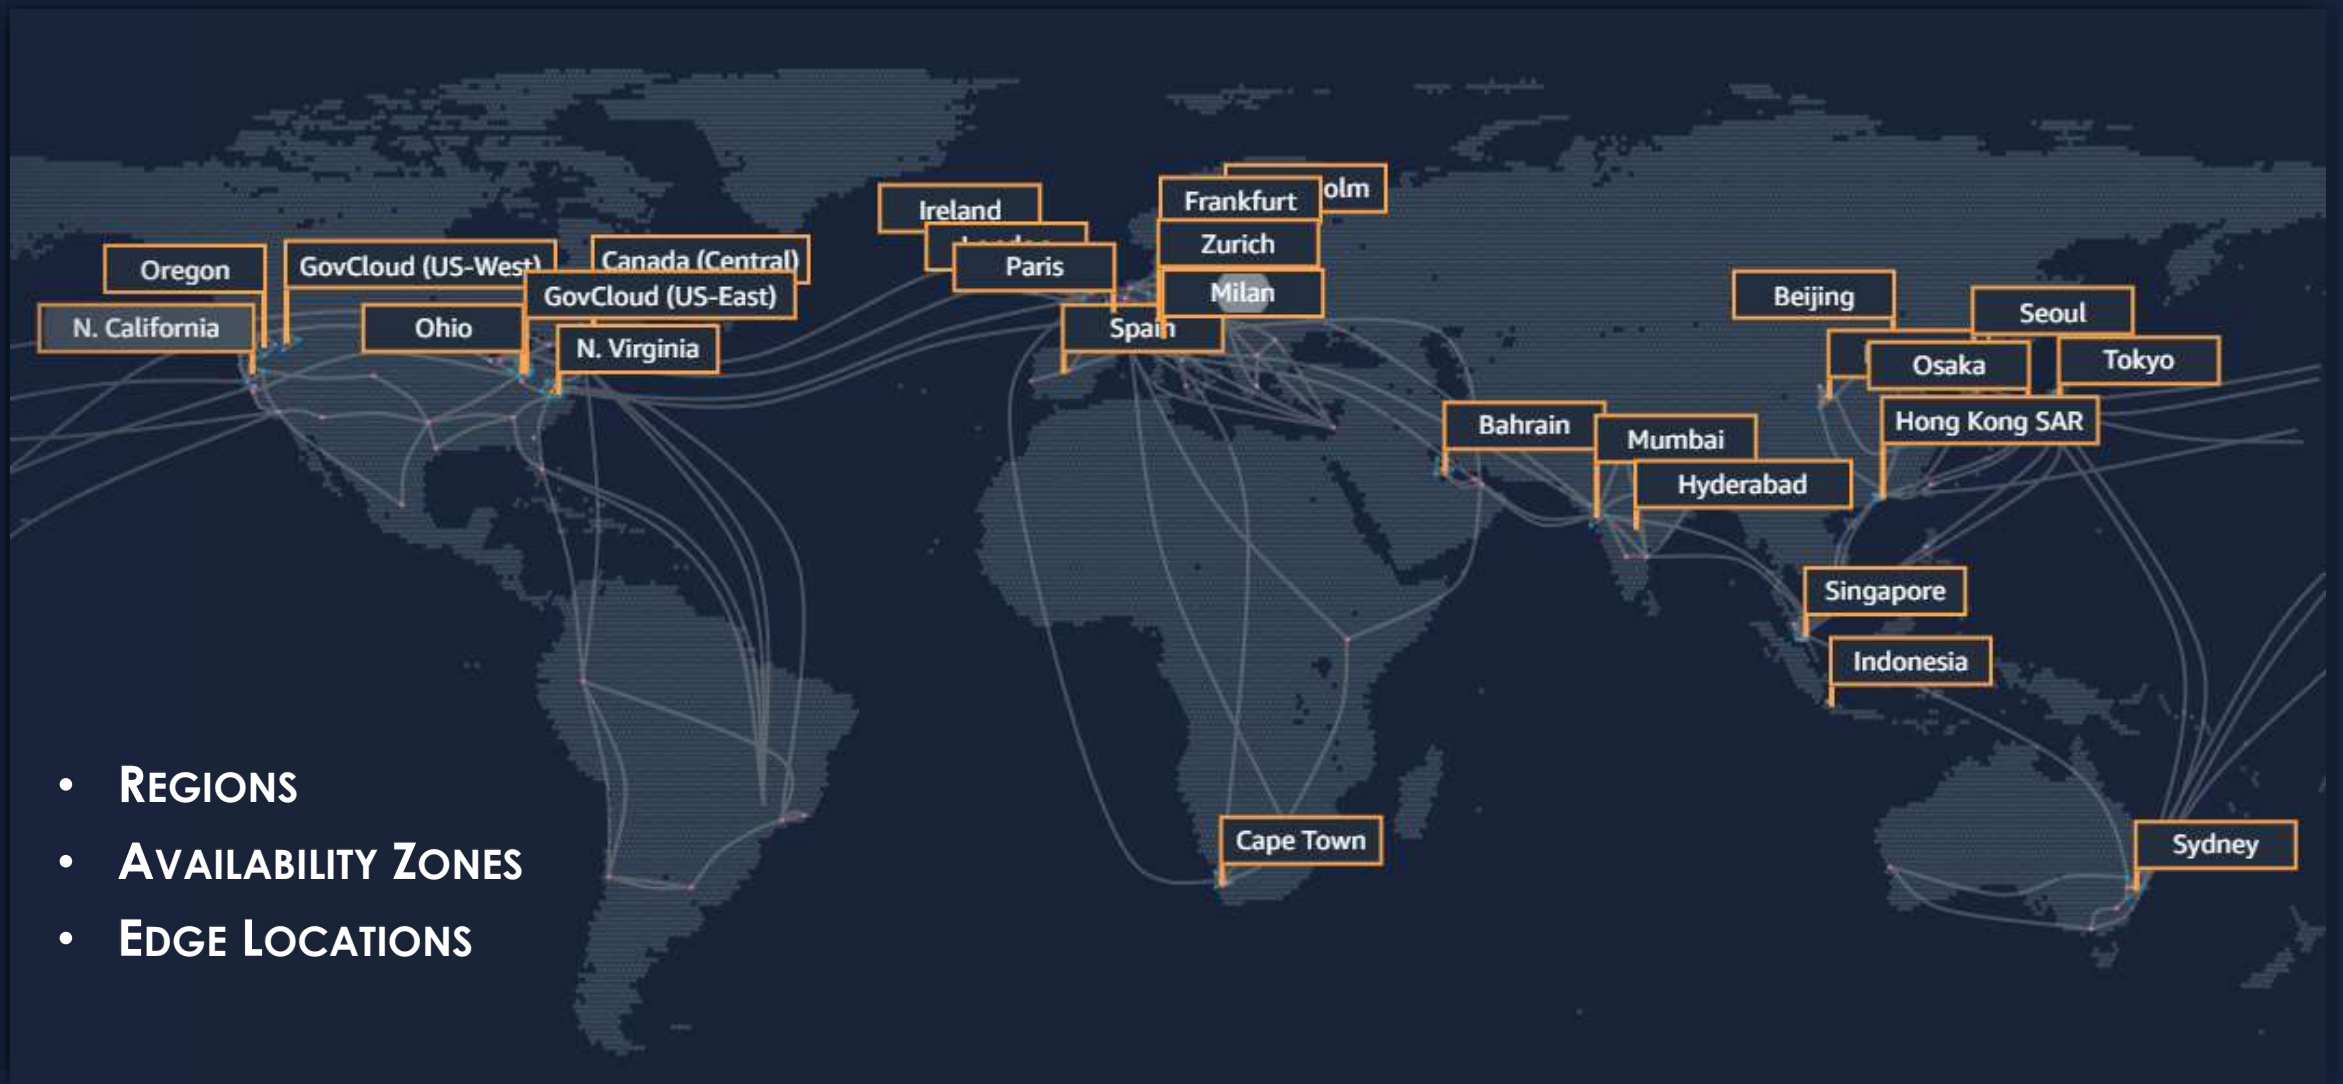 olm
Frankfurt
Ireland
Zurich
Canada (Central)
GovCloud (US-West)
Oregon
Paris
Milan
GovCloud (US-East)
Beijing
Seoul
N. California
Ohio
Spain
N. Virginia
Osaka
Tokyo
Hong Kong SAR
Bahrain
Mumbai
Hyderabad
Singapore
Indonesia
• REGIONS
Cape Town
Sydney
• AVAILABILITY ZONES
• EDGE LOCATIONS